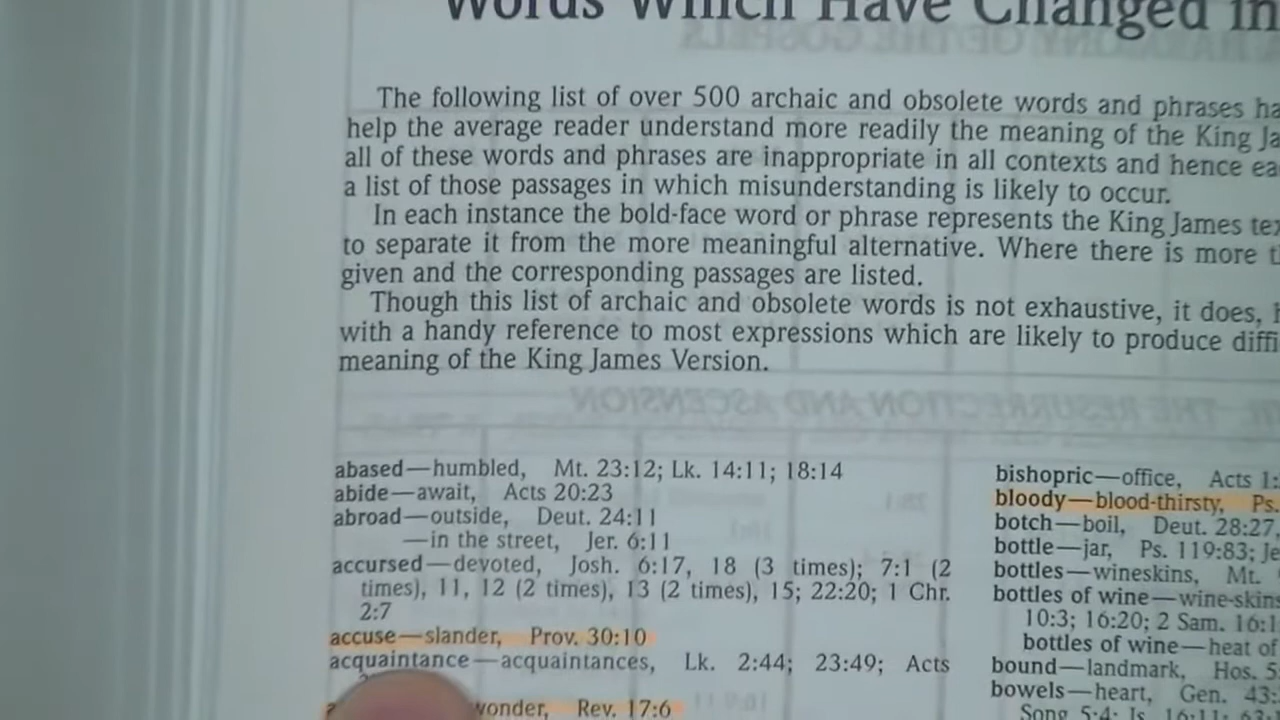 Words Which Have Changed in
The following list of over 500 archaic and obsolete words and phrases ha
help the average reader understand more readily the meaning of the King Ja
all of these words and phrases are inappropriate in all contexts and hence ea
a list of those passages in which misunderstanding is likely to occur.
In each instance the bold-face word or phrase represents the King James tex
to separate it from the more meaningful alternative. Where there is more t
given and the corresponding passages are listed.
Though this list of archaic and obsolete words is not exhaustive, it does, h
with a handy reference to most expressions which are likely to produce diffi
meaning of the King James Version.
abased—humbled, Mt. 23:12; Lk. 14:11; 18:14
abide—await, Acts 20:23
abroad—outside, Deut. 24:11
—in the street, Jer. 6:11
accursed—devoted, Josh. 6:17, 18 (3 times); 7:1 (2
times), 11, 12 (2 times), 13 (2 times), 15; 22:20; 1 Chr.
2:7
accuse—slander, Prov. 30:10
acquaintance—acquaintances, Lk. 2:44; 23:49; Acts
wonder, Rev. 17:6
bishopric—office, Acts 1:
bloody—blood-thirsty, Ps.
botch—boil, Deut. 28:27,
bottle—jar, Ps. 119:83; Je
bottles—wineskins, Mt.
bottles of wine—wine-skins
10:3; 16:20; 2 Sam. 16:1
bottles of wine—heat of
bound—landmark, Hos. 5
bowels—heart, Gen. 43:
Song 5:4; Is. 16:11; 63:1